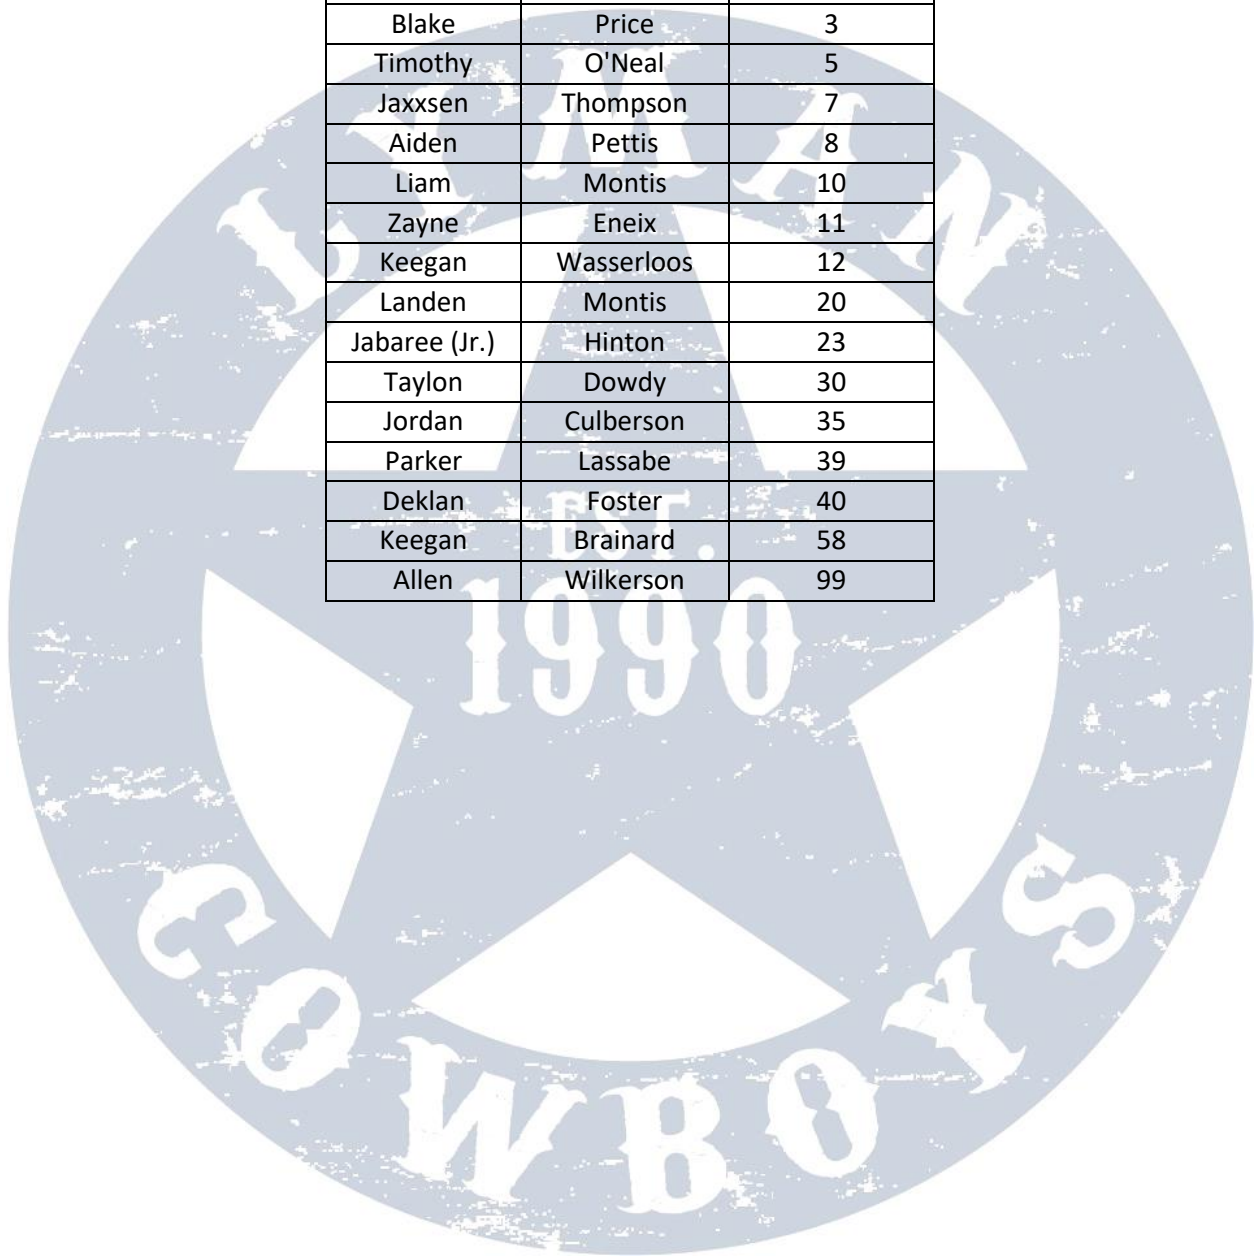 Blake Price 3
Timothy O'Neal 5
Jaxxsen Thompson 7
Aiden Pettis 8
Liam Montis 10
Zayne Eneix 11
Keegan Wasserloos 12
Landen Montis 20
Jabaree (Jr.) Hinton 23
Taylon Dowdy 30
Jordan Culberson 35
Parker Lassabe 39
Deklan Foster 40
Keegan Brainard 58
Allen Wilkerson 99
LYMAN
EST.
1990
COWBOYS